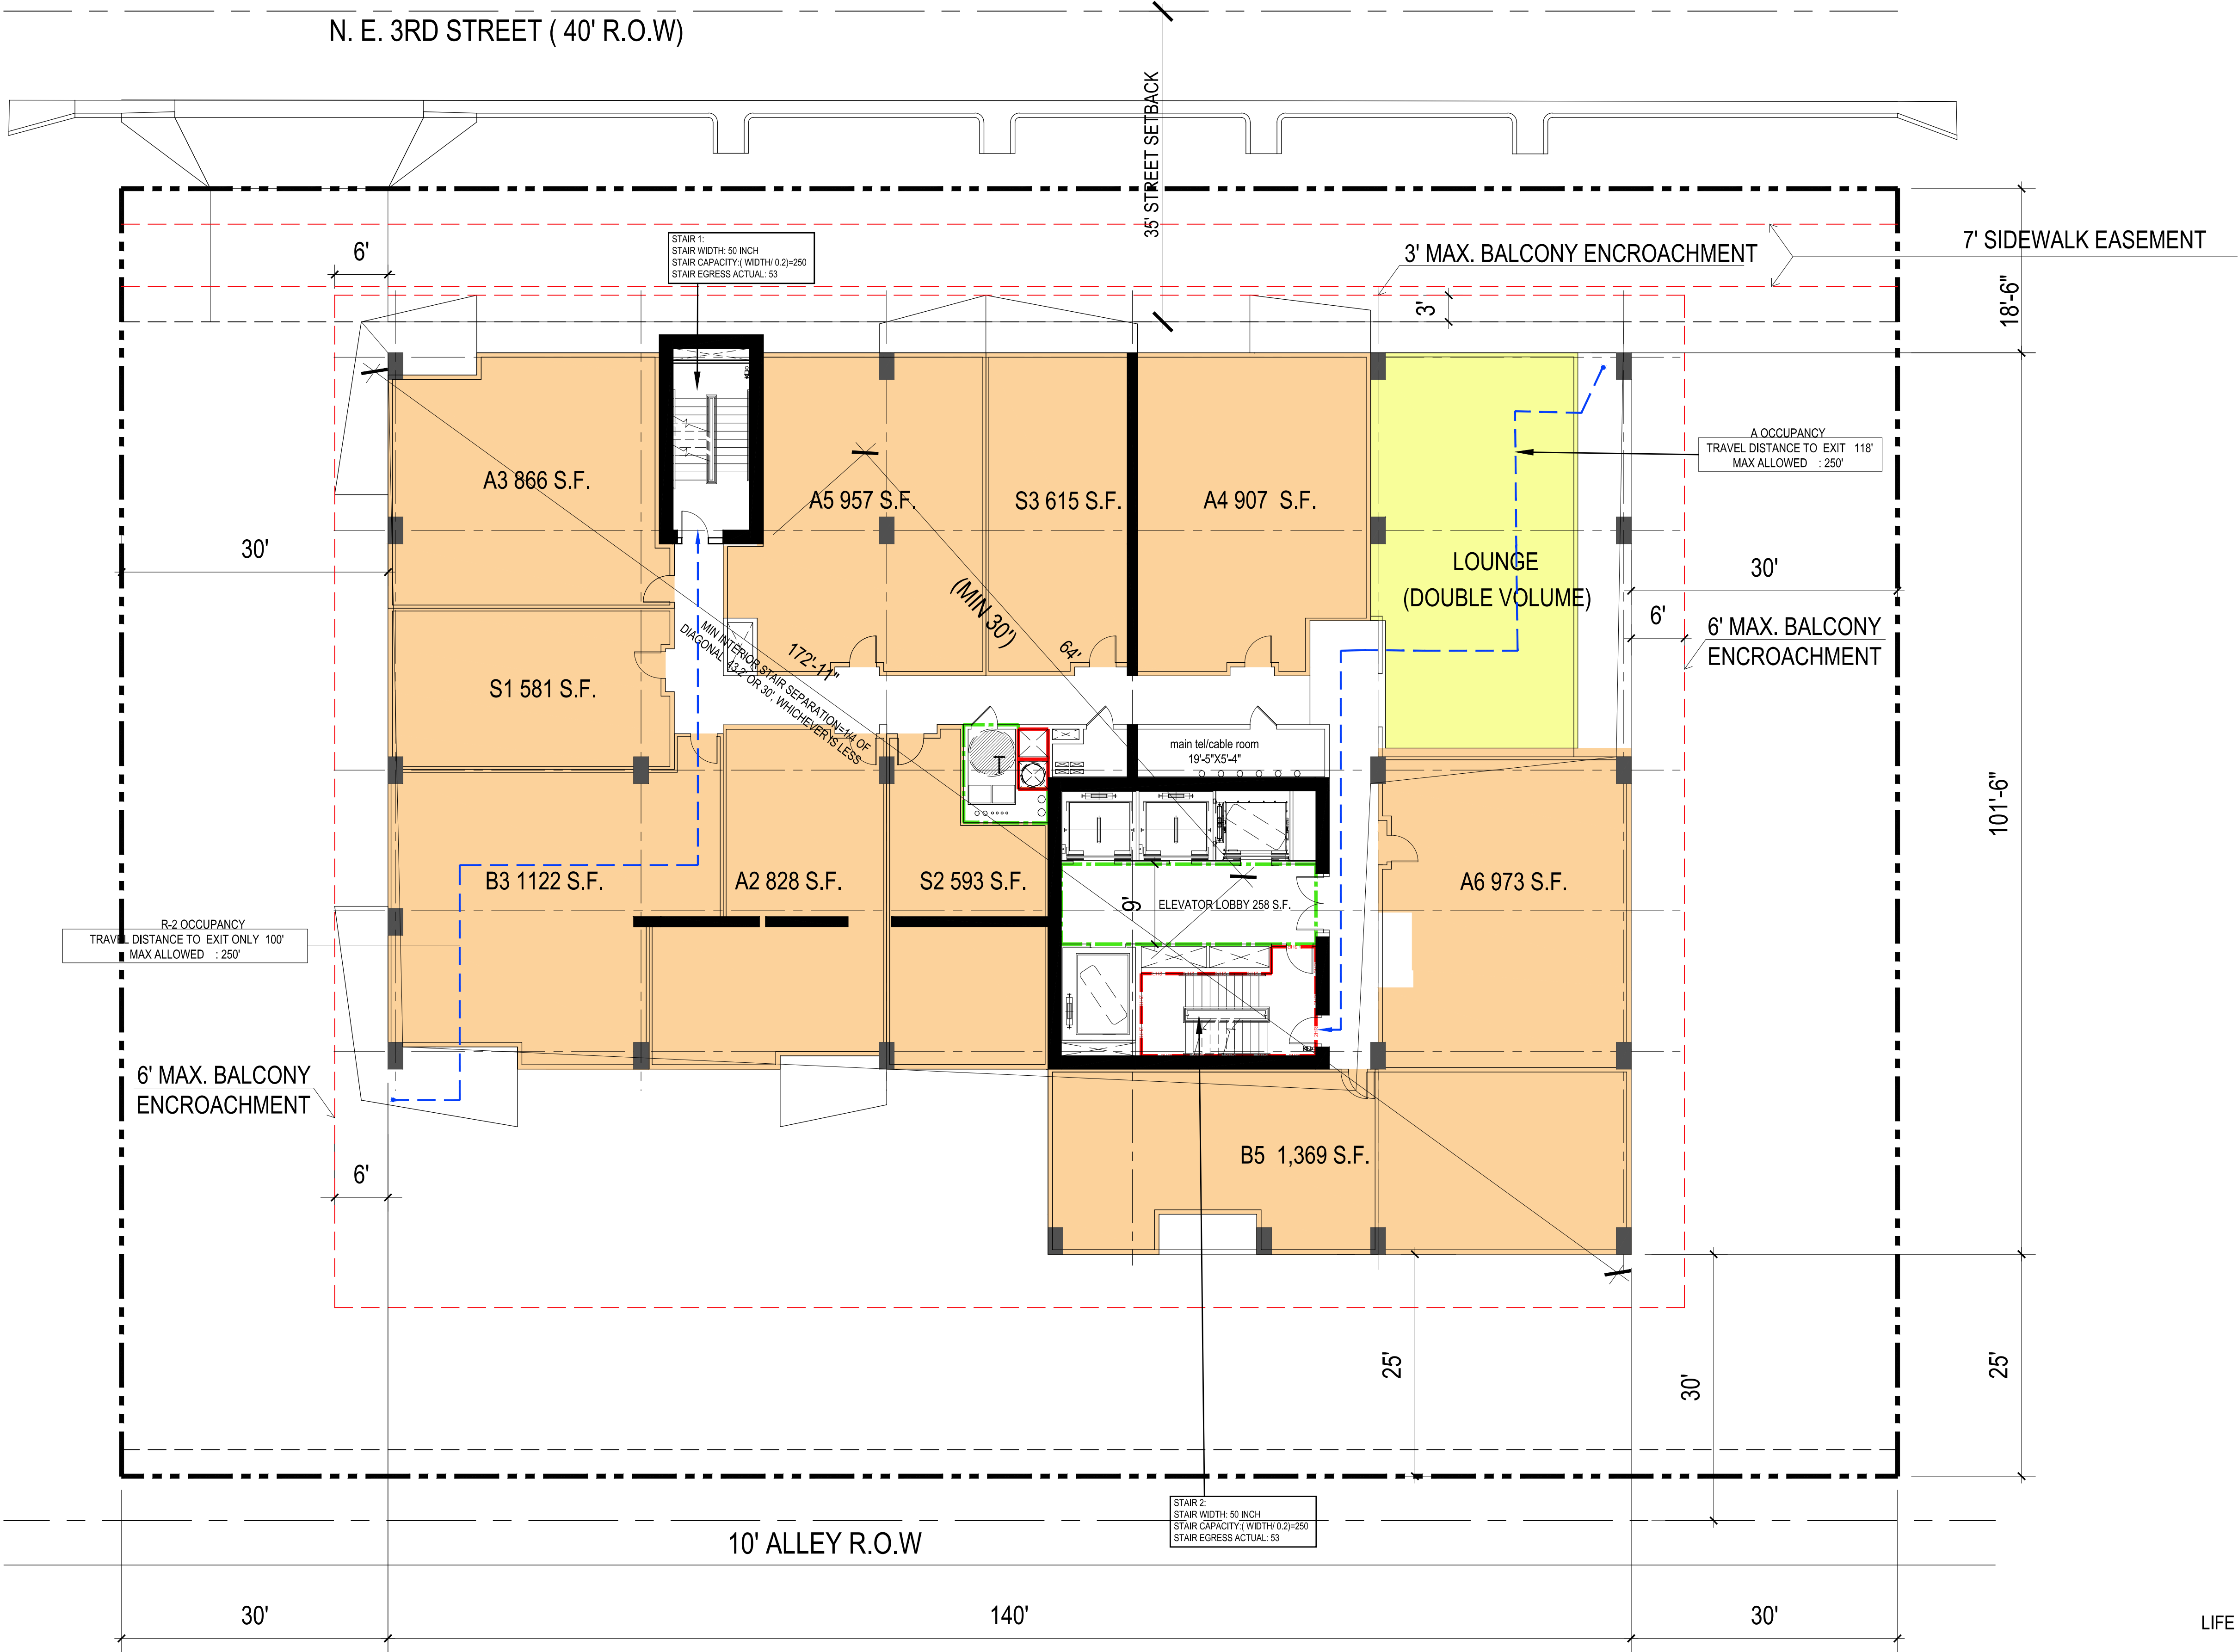 N. E. 3RD STREET ( 40' R.O.W)
35' STREET SETBACK
7' SIDEWALK EASEMENT
3' MAX. BALCONY ENCROACHMENT
6'
STAIR 1:
STAIR WIDTH: 50 INCH
STAIR CAPACITY:( WIDTH/ 0.2)=250
STAIR EGRESS ACTUAL: 53
3'
18'-6"
A OCCUPANCY
TRAVEL DISTANCE TO EXIT 118'
MAX ALLOWED : 250'
A3 866 S.F.
A5 957 S.F.
S3 615 S.F.
A4 907 S.F.
LOUNGE
(DOUBLE VOLUME)
30'
30'
6'
6' MAX. BALCONY
ENCROACHMENT
(MIN 30')
64'
172'-11"
MIN INTERIOR STAIR SEPARATION=1/4 OF
DIAGONAL 43.2' OR 30', WHICHEVER IS LESS
S1 581 S.F.
T
main tel/cable room
19'-5"X5'-4"
101'-6"
B3 1122 S.F.
A2 828 S.F.
S2 593 S.F.
9'
ELEVATOR LOBBY 258 S.F.
A6 973 S.F.
R-2 OCCUPANCY
TRAVEL DISTANCE TO EXIT ONLY 100'
MAX ALLOWED : 250'
6' MAX. BALCONY
ENCROACHMENT
6'
B5 1,369 S.F.
25'
30'
25'
STAIR 2:
STAIR WIDTH: 50 INCH
STAIR CAPACITY:( WIDTH/ 0.2)=250
STAIR EGRESS ACTUAL: 53
10' ALLEY R.O.W
30'
140'
30'
LIFE